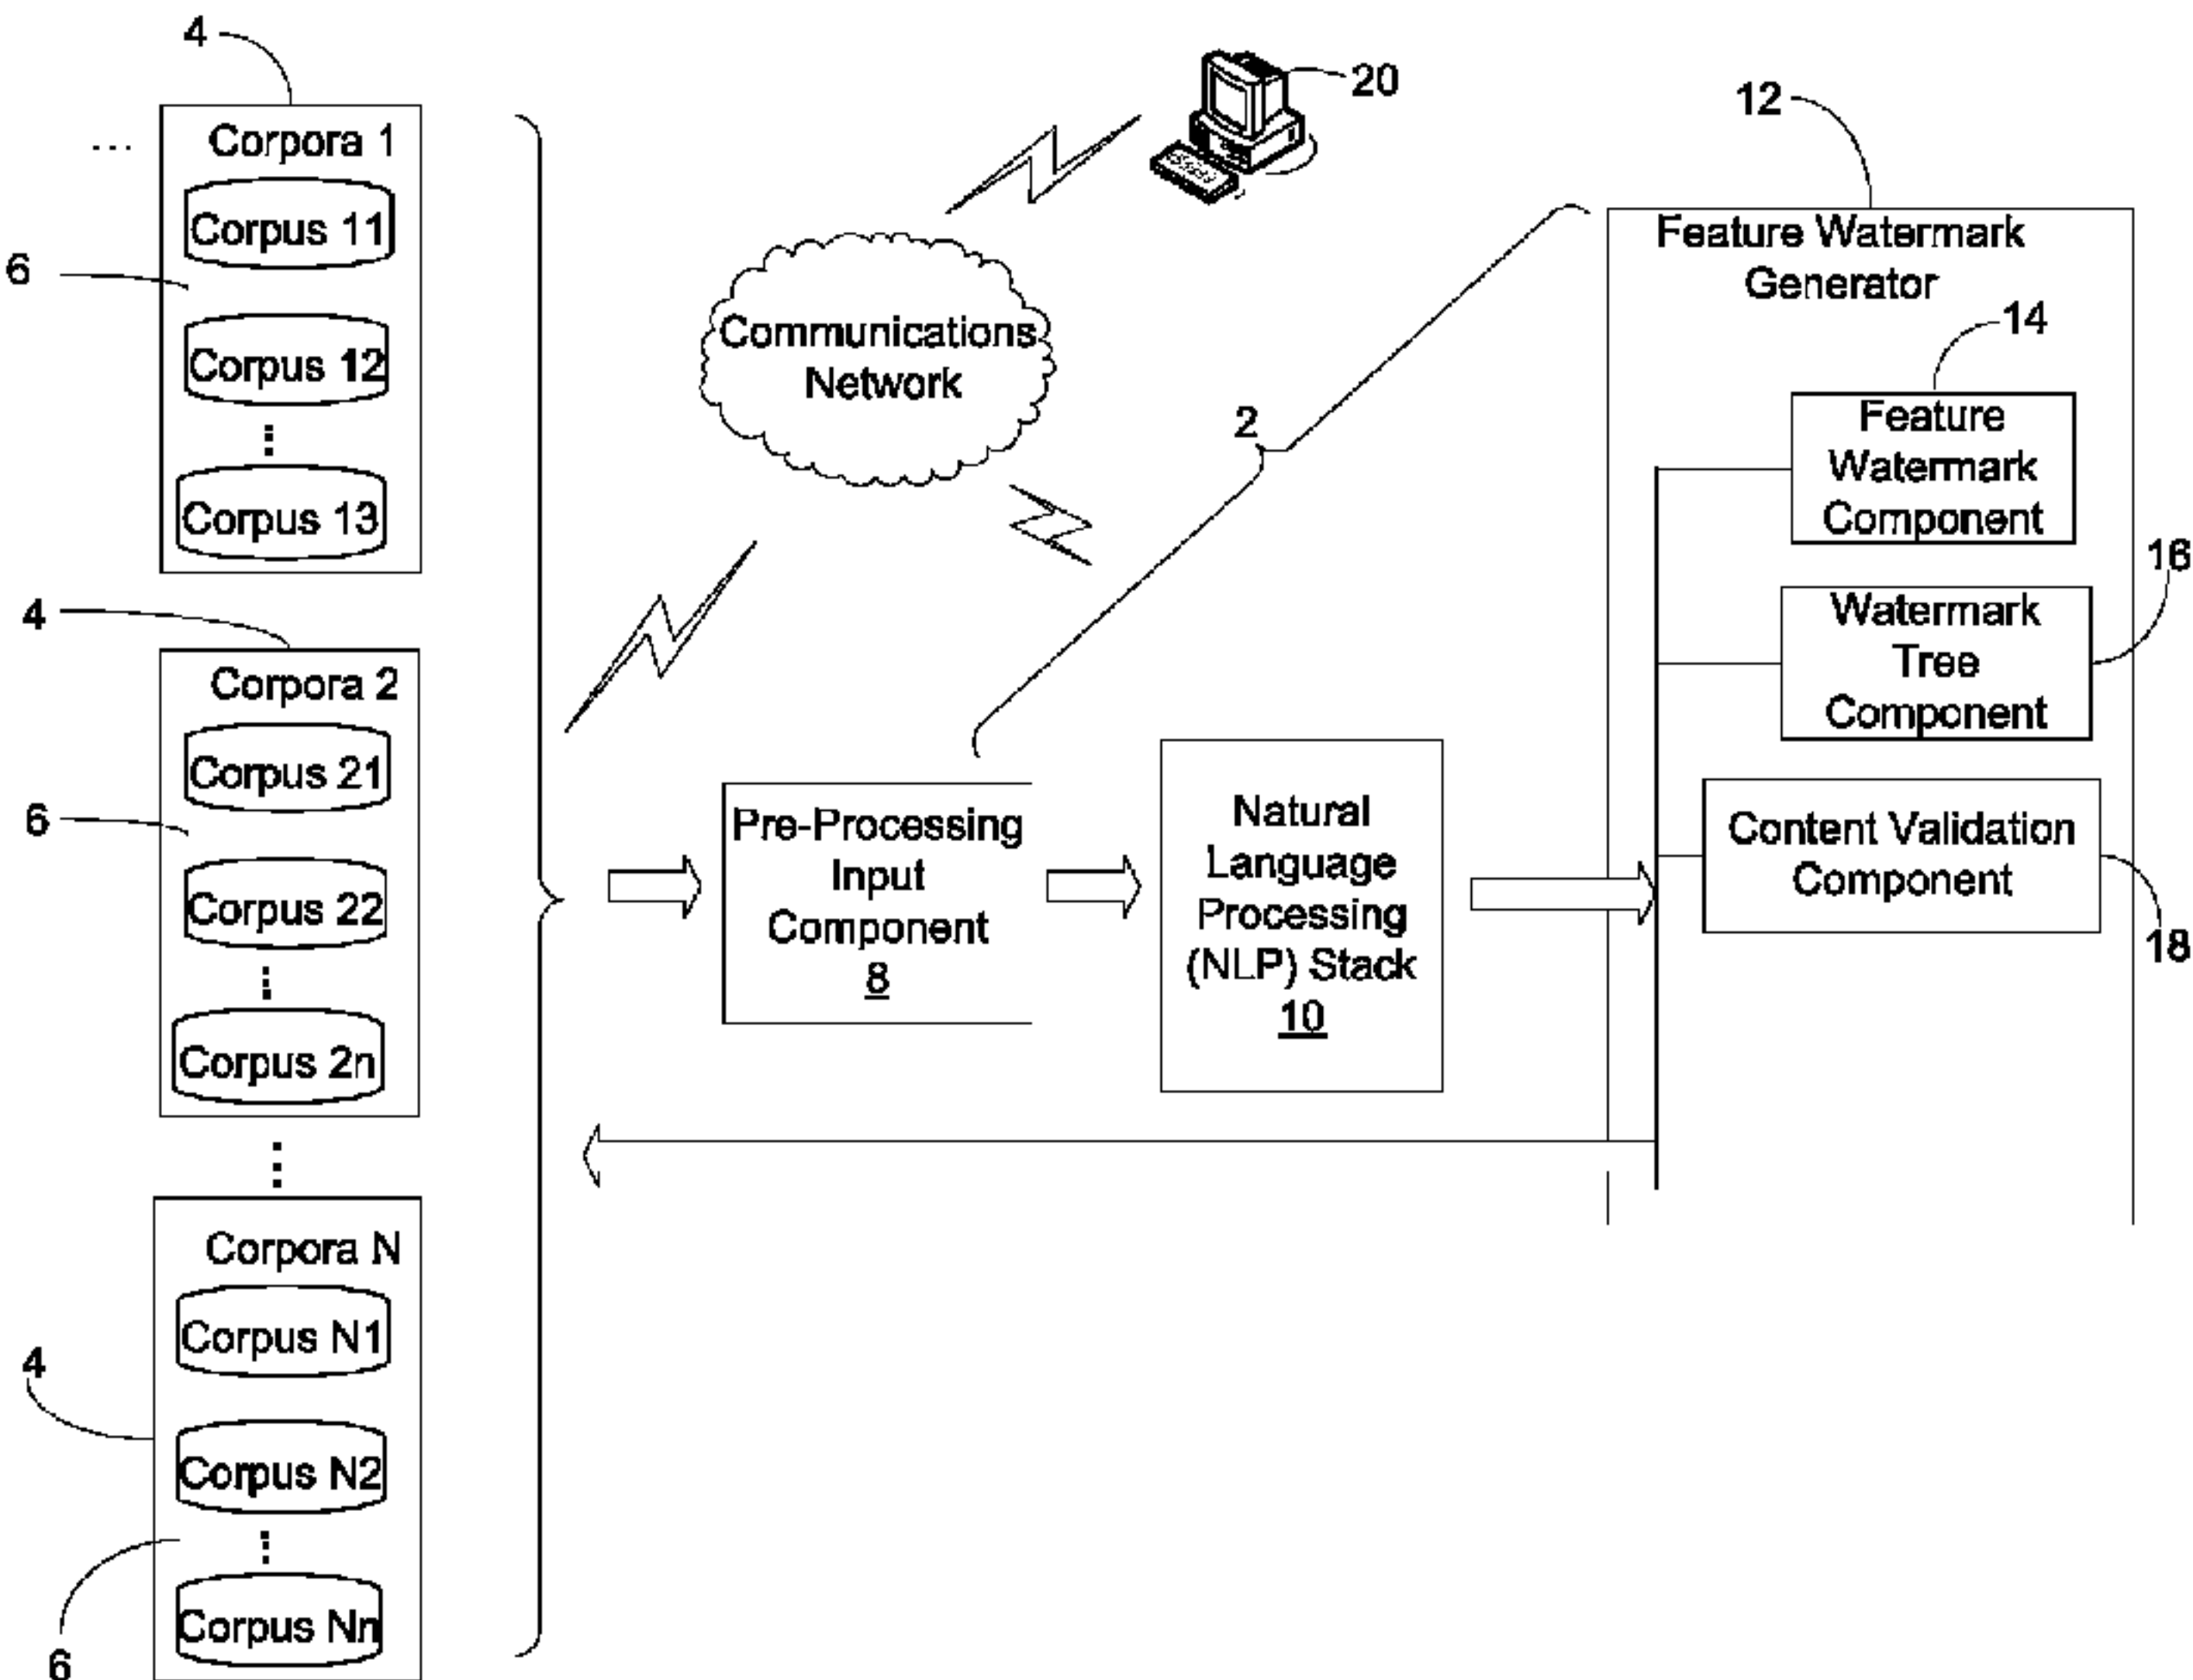 4
...
Corpora 1
Corpus 11
6
Corpus 12
Corpus 13
4
Corpora 2
Corpus 21
6
Corpus 22
Corpus 2n
Corpora N
Corpus N1
4
Corpus N2
Corpus Nn
6
20
Communications
Network
2
Pre-Processing
Input
Component
8
Natural
Language
Processing
(NLP) Stack
10
12
Feature Watermark
Generator
14
Feature
Watermark
Component
16
Watermark
Tree
Component
Content Validation
Component
18